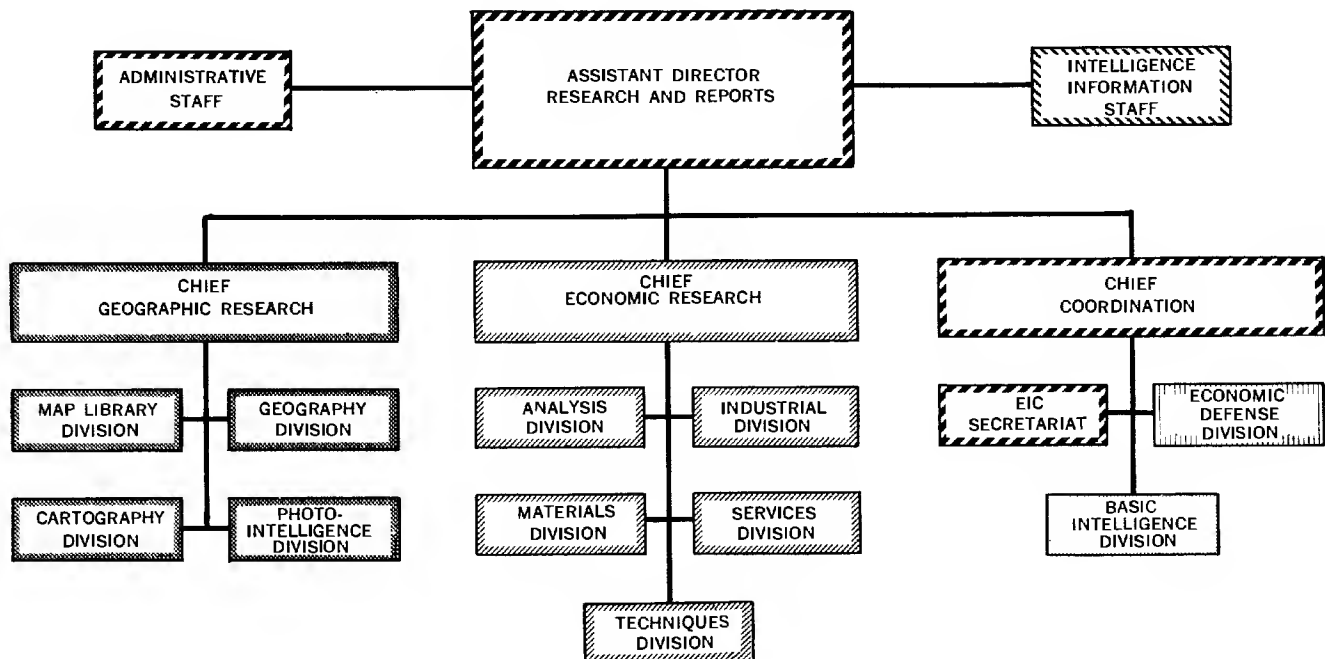 ADMINISTRATIVE
STAFF
ASSISTANT DIRECTOR
RESEARCH AND REPORTS
INTELLIGENCE
INFORMATION
STAFF
CHIEF
GEOGRAPHIC RESEARCH
CHIEF
ECONOMIC RESEARCH
CHIEF
COORDINATION
MAP LIBRARY
DIVISION
GEOGRAPHY
DIVISION
ANALYSIS
DIVISION
INDUSTRIAL
DIVISION
EIC
SECRETARIAT
ECONOMIC
DEFENSE
DIVISION
CARTOGRAPHY
DIVISION
PHOTO-
INTELLIGENCE
DIVISION
MATERIALS
DIVISION
SERVICES
DIVISION
BASIC
INTELLIGENCE
DIVISION
TECHNIQUES
DIVISION